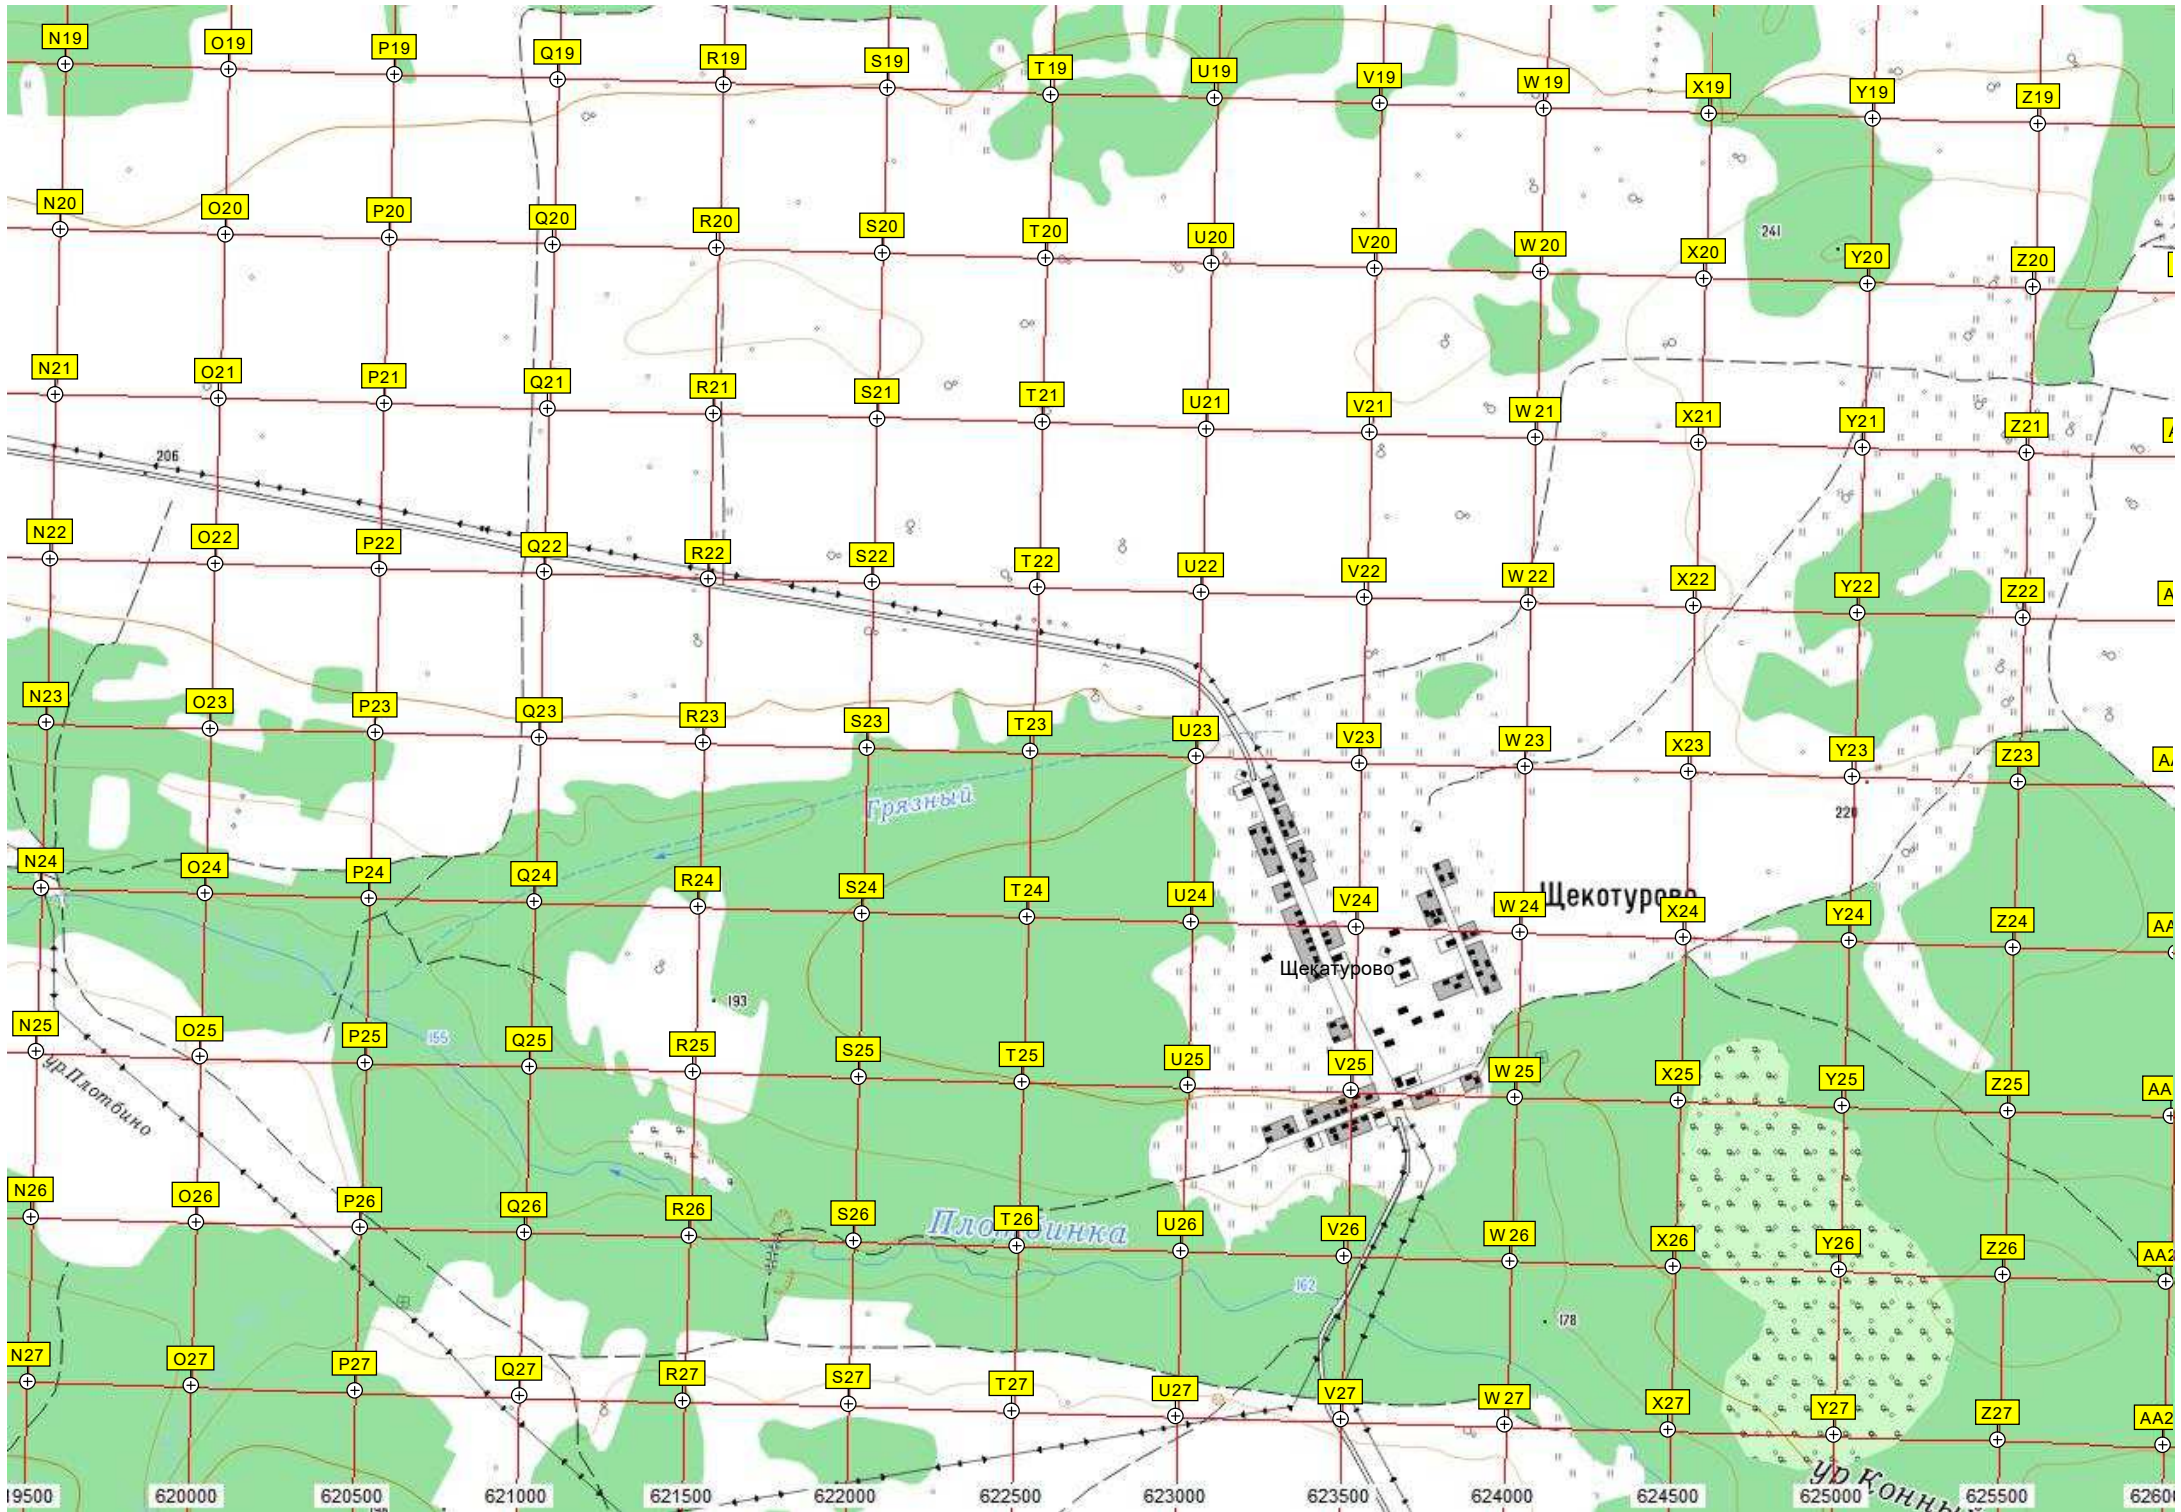 N19 O19 P19 Q19 R19 S19 T19 U19 V19 W19 X19 Y19 Z19
N20 O20 P20 Q20 R20 S20 T20 U20 V20 W20 X20 Y20 Z20
241
N21 O21 P21 Q21 R21 S21 T21 U21 V21 W21 X21 Y21 Z21
206
N22 O22 P22 Q22 R22 S22 T22 U22 V22 W22 X22 Y22 Z22
N23 O23 P23 Q23 R23 S23 T23 U23 V23 W23 X23 Y23 Z23
Грязный
220
N24 O24 P24 Q24 R24 S24 T24 U24 V24 W24 X24 Y24 Z24
Щекотурово
Щекатурово
193
155
N25 O25 P25 Q25 R25 S25 T25 U25 V25 W25 X25 Y25 Z25
ур.Плотбино
N26 O26 P26 Q26 R26 S26 T26 U26 V26 W26 X26 Y26 Z26
Плотбинка
162
178
N27 O27 P27 Q27 R27 S27 T27 U27 V27 W27 X27 Y27 Z27
ур.Конный
19500 620000 620500 621000 621500 622000 622500 623000 623500 624000 624500 625000 625500 6260